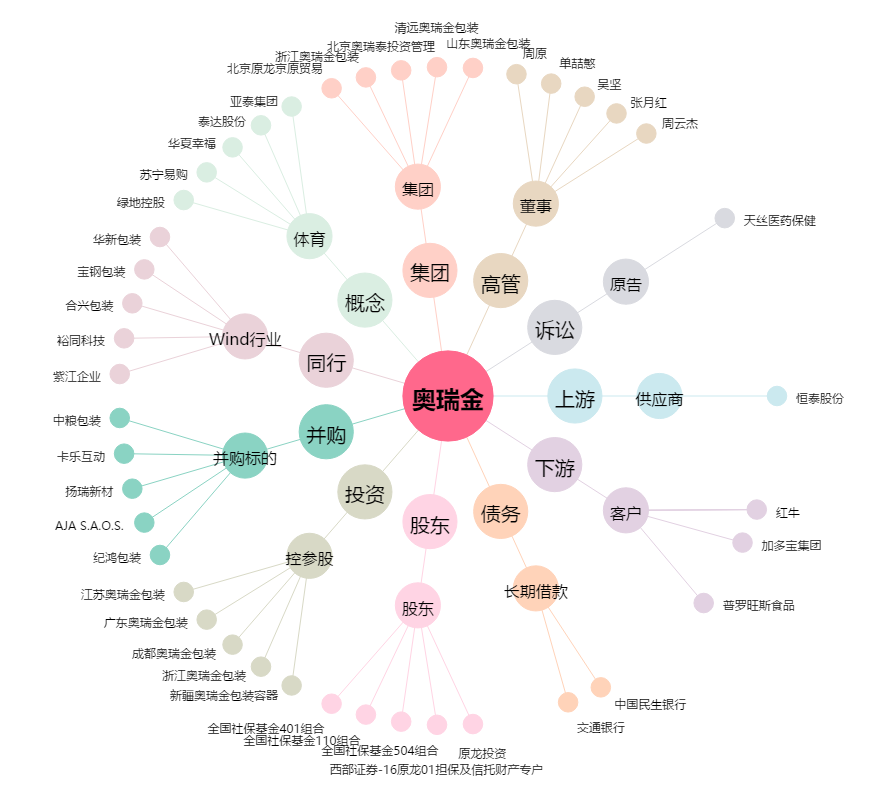 清远奥瑞金包装
北京奥瑞泰投资管理
山东奥瑞金包装
浙江奥瑞金包装
北京原龙京原贸易
周原
单喆慜
吴坚
张月红
周云杰
亚泰集团
泰达股份
华夏幸福
苏宁易购
绿地控股
集团
董事
天丝医药保健
体育
华新包装
宝钢包装
合兴包装
裕同科技
紫江企业
集团
高管
原告
概念
诉讼
Wind行业
同行
奥瑞金
上游
供应商
恒泰股份
中粮包装
卡乐互动
扬瑞新材
AJA S.A.O.S.
纪鸿包装
并购
并购标的
下游
投资
股东
债务
客户
红牛
加多宝集团
普罗旺斯食品
控参股
江苏奥瑞金包装
广东奥瑞金包装
成都奥瑞金包装
浙江奥瑞金包装
新疆奥瑞金包装容器
股东
长期借款
中国民生银行
交通银行
全国社保基金401组合
全国社保基金110组合
全国社保基金504组合
原龙投资
西部证券-16原龙01担保及信托财产专户